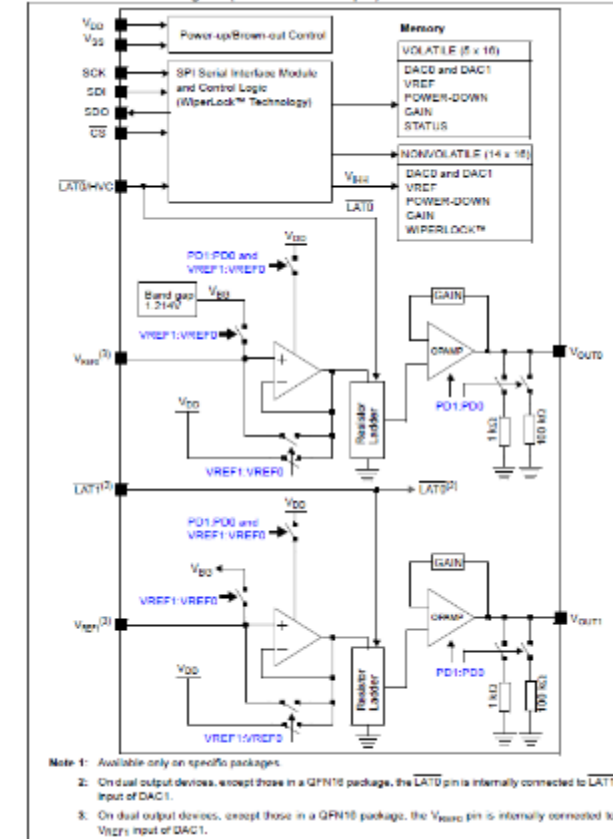 VDD
VSS
Power-up/Brown-out Control
Memory
VOLATILE (5 x 16)
DAC0 and DAC1
VREF
POWER-DOWN
GAIN
STATUS
SCK
SDI
SDO
CS
SPI Serial Interface Module
and Control Logic
(WiperLock™ Technology)
NONVOLATILE (14 x 16)
DAC0 and DAC1
VREF
POWER-DOWN
GAIN
WIPERLOCK™
LAT0/HVC
VIHH
LAT0
VDD
PD1:PD0 and
VREF1:VREF0
Band gap
1.214V
VBG
VREF1:VREF0
VREF0(3)
+
-
VDD
VREF1:VREF0
Resistor
Ladder
GAIN
OPAMP
PD1:PD0
1 kΩ
100 kΩ
VOUT0
LAT1(2)
LAT0(2)
VDD
PD1:PD0 and
VREF1:VREF0
VBG
VREF1:VREF0
VREF1(3)
+
-
VDD
VREF1:VREF0
Resistor
Ladder
GAIN
OPAMP
PD1:PD0
1 kΩ
100 kΩ
VOUT1
Note 1: Available only on specific packages.
2: On dual output devices, except those in a QFN16 package, the LAT0 pin is internally connected to LAT1
input of DAC1.
3: On dual output devices, except those in a QFN16 package, the VREF0 pin is internally connected to
VREF1 input of DAC1.